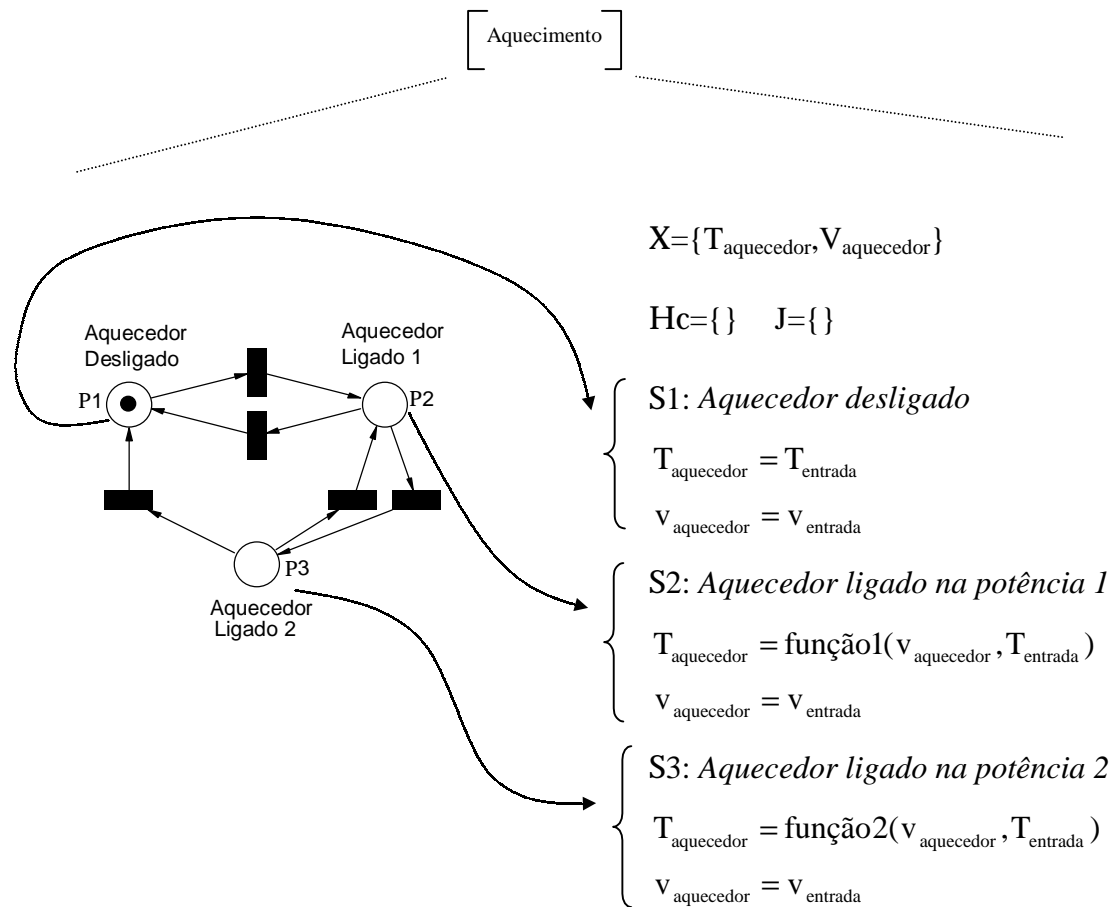 Aquecimento
X={T_aquecedor,V_aquecedor}
Hc={} J={}
Aquecedor
Desligado
P1
Aquecedor
Ligado 1
P2
P3
Aquecedor
Ligado 2
S1: Aquecedor desligado
T_aquecedor = T_entrada
v_aquecedor = v_entrada
S2: Aquecedor ligado na potência 1
T_aquecedor = função1(v_aquecedor,T_entrada)
v_aquecedor = v_entrada
S3: Aquecedor ligado na potência 2
T_aquecedor = função2(v_aquecedor,T_entrada)
v_aquecedor = v_entrada